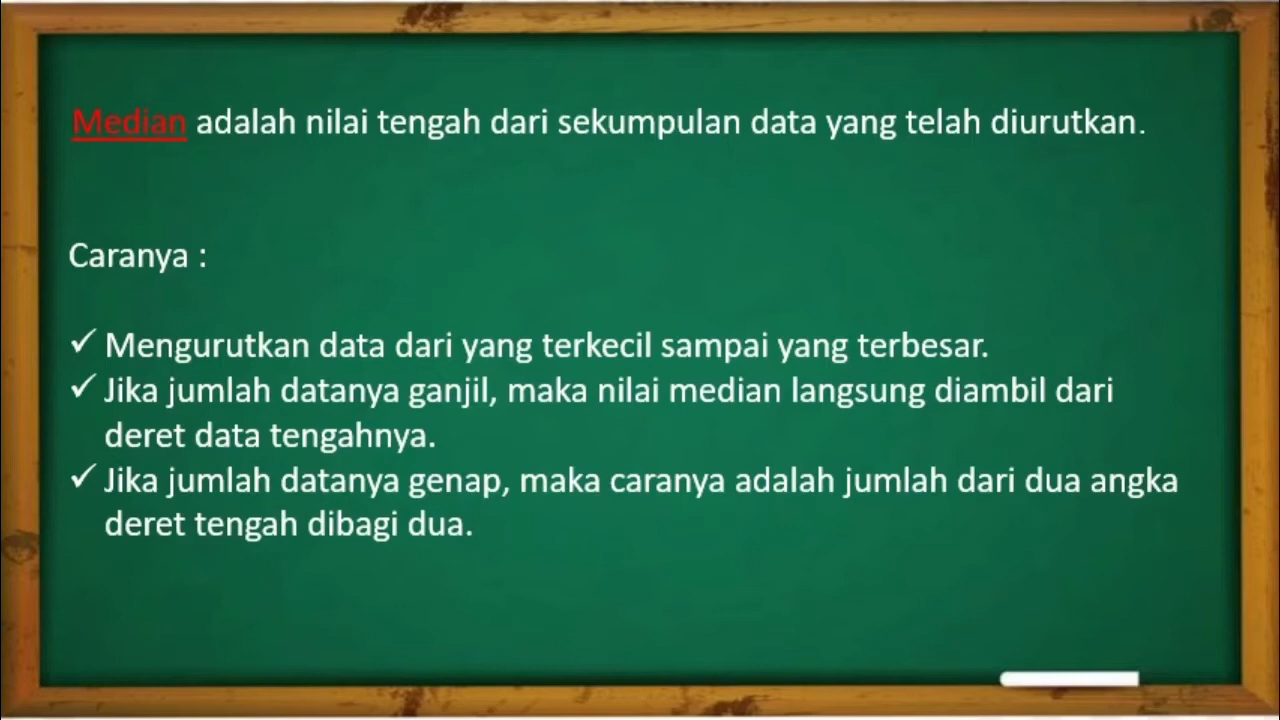 Median adalah nilai tengah dari sekumpulan data yang telah diurutkan.
Caranya :
✓ Mengurutkan data dari yang terkecil sampai yang terbesar.
✓ Jika jumlah datanya ganjil, maka nilai median langsung diambil dari
deret data tengahnya.
✓ Jika jumlah datanya genap, maka caranya adalah jumlah dari dua angka
deret tengah dibagi dua.